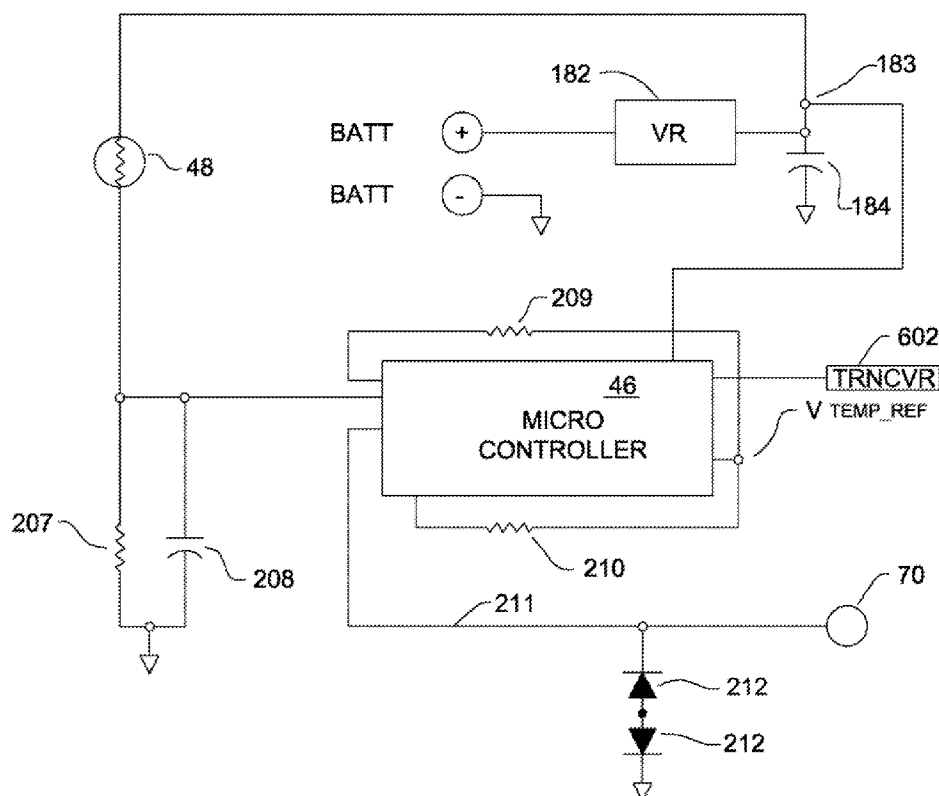 182
183
BATT
+
VR
48
BATT
-
184
209
602
46
TRNCVR
MICRO
CONTROLLER
V TEMP_REF
207
208
210
70
211
212
212